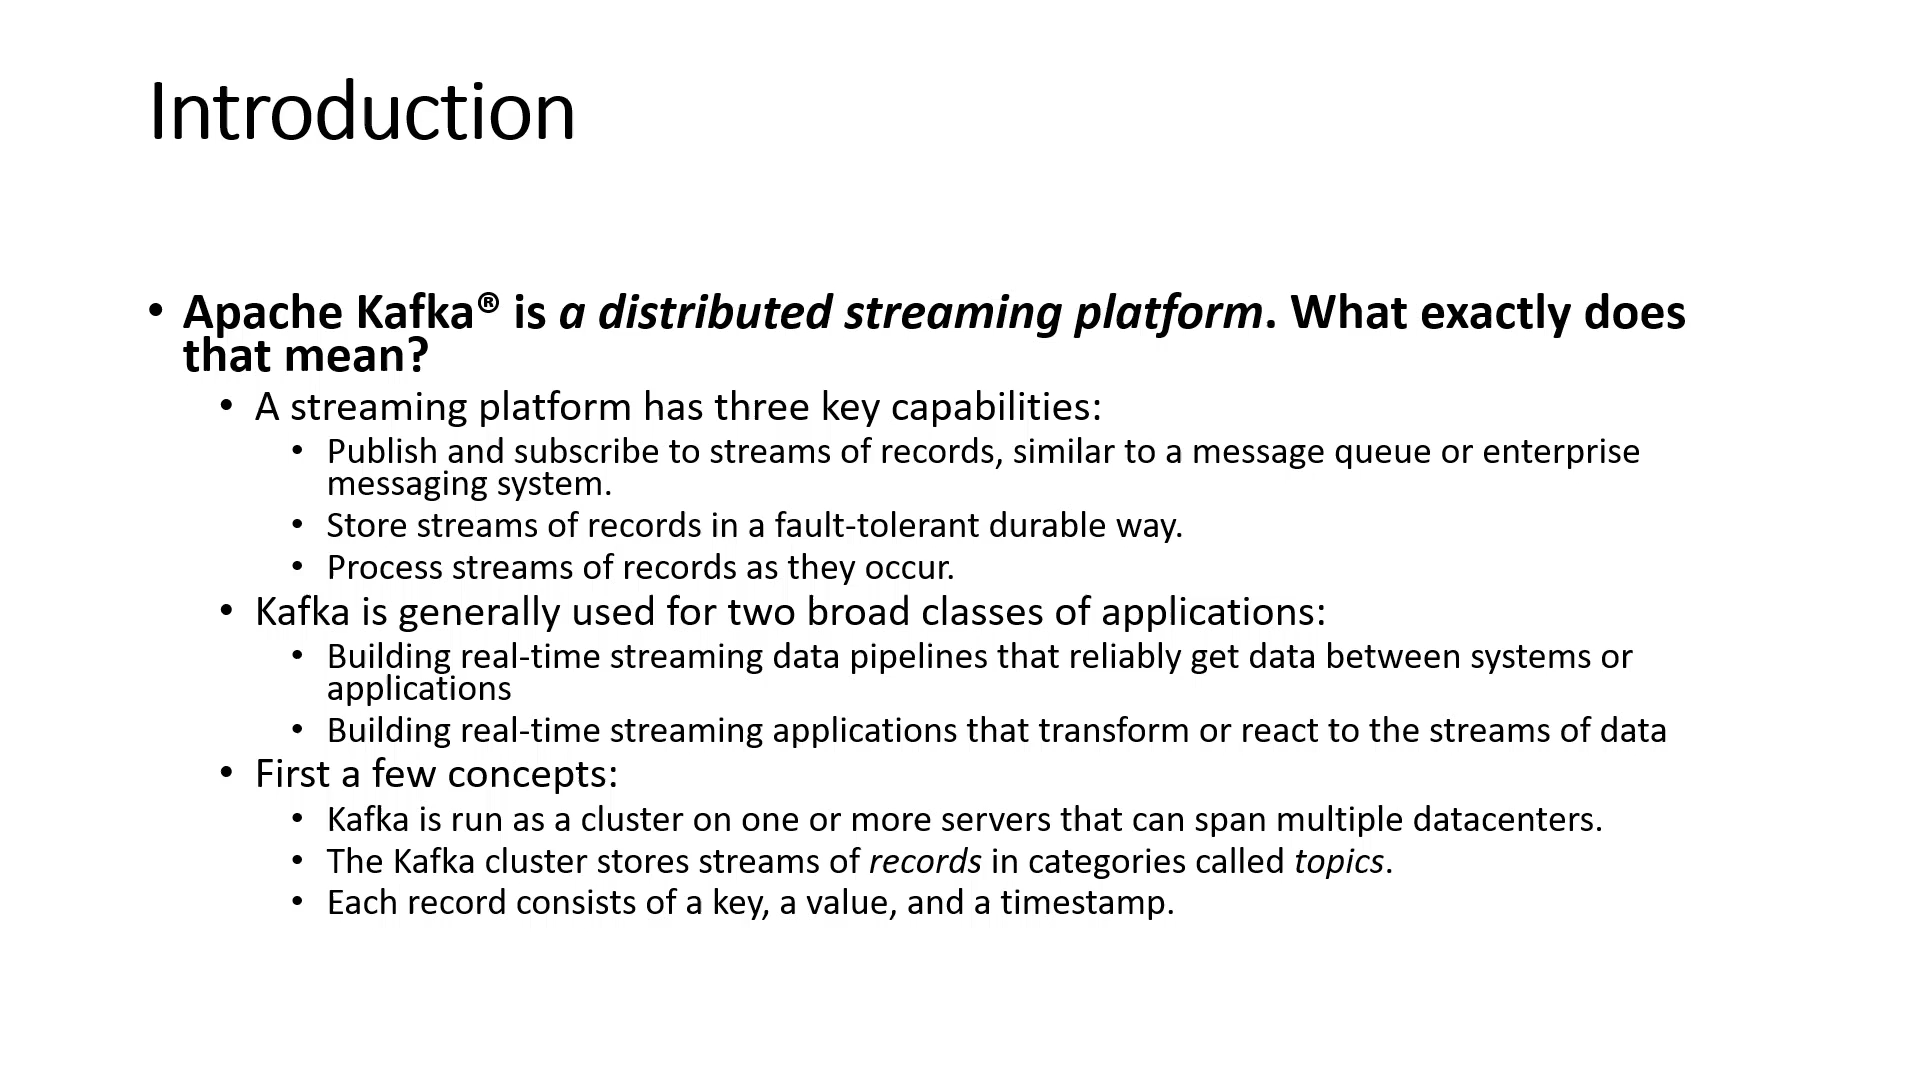 Introduction
• Apache Kafka® is a distributed streaming platform. What exactly does
that mean?
• A streaming platform has three key capabilities:
• Publish and subscribe to streams of records, similar to a message queue or enterprise
messaging system.
• Store streams of records in a fault-tolerant durable way.
• Process streams of records as they occur.
• Kafka is generally used for two broad classes of applications:
• Building real-time streaming data pipelines that reliably get data between systems or
applications
• Building real-time streaming applications that transform or react to the streams of data
• First a few concepts:
• Kafka is run as a cluster on one or more servers that can span multiple datacenters.
• The Kafka cluster stores streams of records in categories called topics.
• Each record consists of a key, a value, and a timestamp.